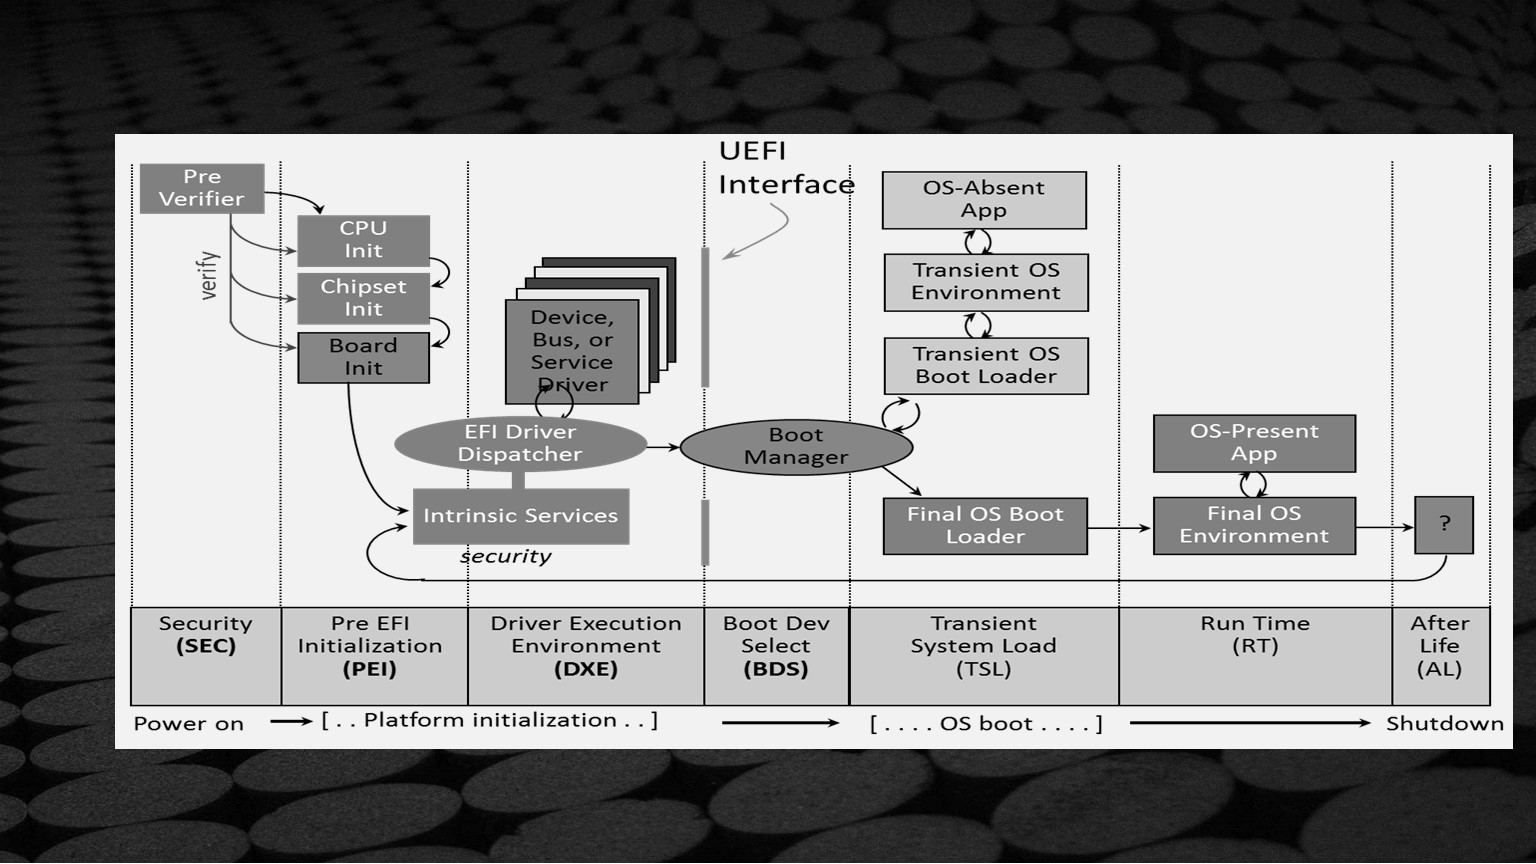 UEFI
Interface
Pre
Verifier
verify
CPU
Init
Chipset
Init
Board
Init
Device,
Bus, or
Service
Driver
EFI Driver
Dispatcher
Intrinsic Services
security
Boot
Manager
OS-Absent
App
Transient OS
Environment
Transient OS
Boot Loader
Final OS Boot
Loader
OS-Present
App
Final OS
Environment
?
Security
(SEC)
Pre EFI
Initialization
(PEI)
Driver Execution
Environment
(DXE)
Boot Dev
Select
(BDS)
Transient
System Load
(TSL)
Run Time
(RT)
After
Life
(AL)
Power on
[ . . Platform initialization . . ]
[ . . . . OS boot . . . . ]
Shutdown